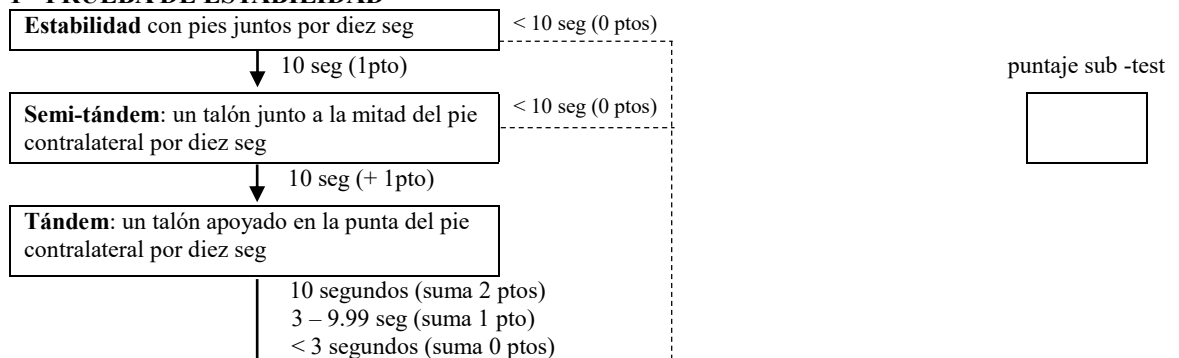 1 - PRUEBA DE ESTABILIDAD
Estabilidad con pies juntos por diez seg
< 10 seg (0 ptos)
10 seg (1pto)
puntaje sub -test
Semi-tándem: un talón junto a la mitad del pie
contralateral por diez seg
< 10 seg (0 ptos)
10 seg (+ 1pto)
Tándem: un talón apoyado en la punta del pie
contralateral por diez seg
10 segundos (suma 2 ptos)
3 – 9.99 seg (suma 1 pto)
< 3 segundos (suma 0 ptos)